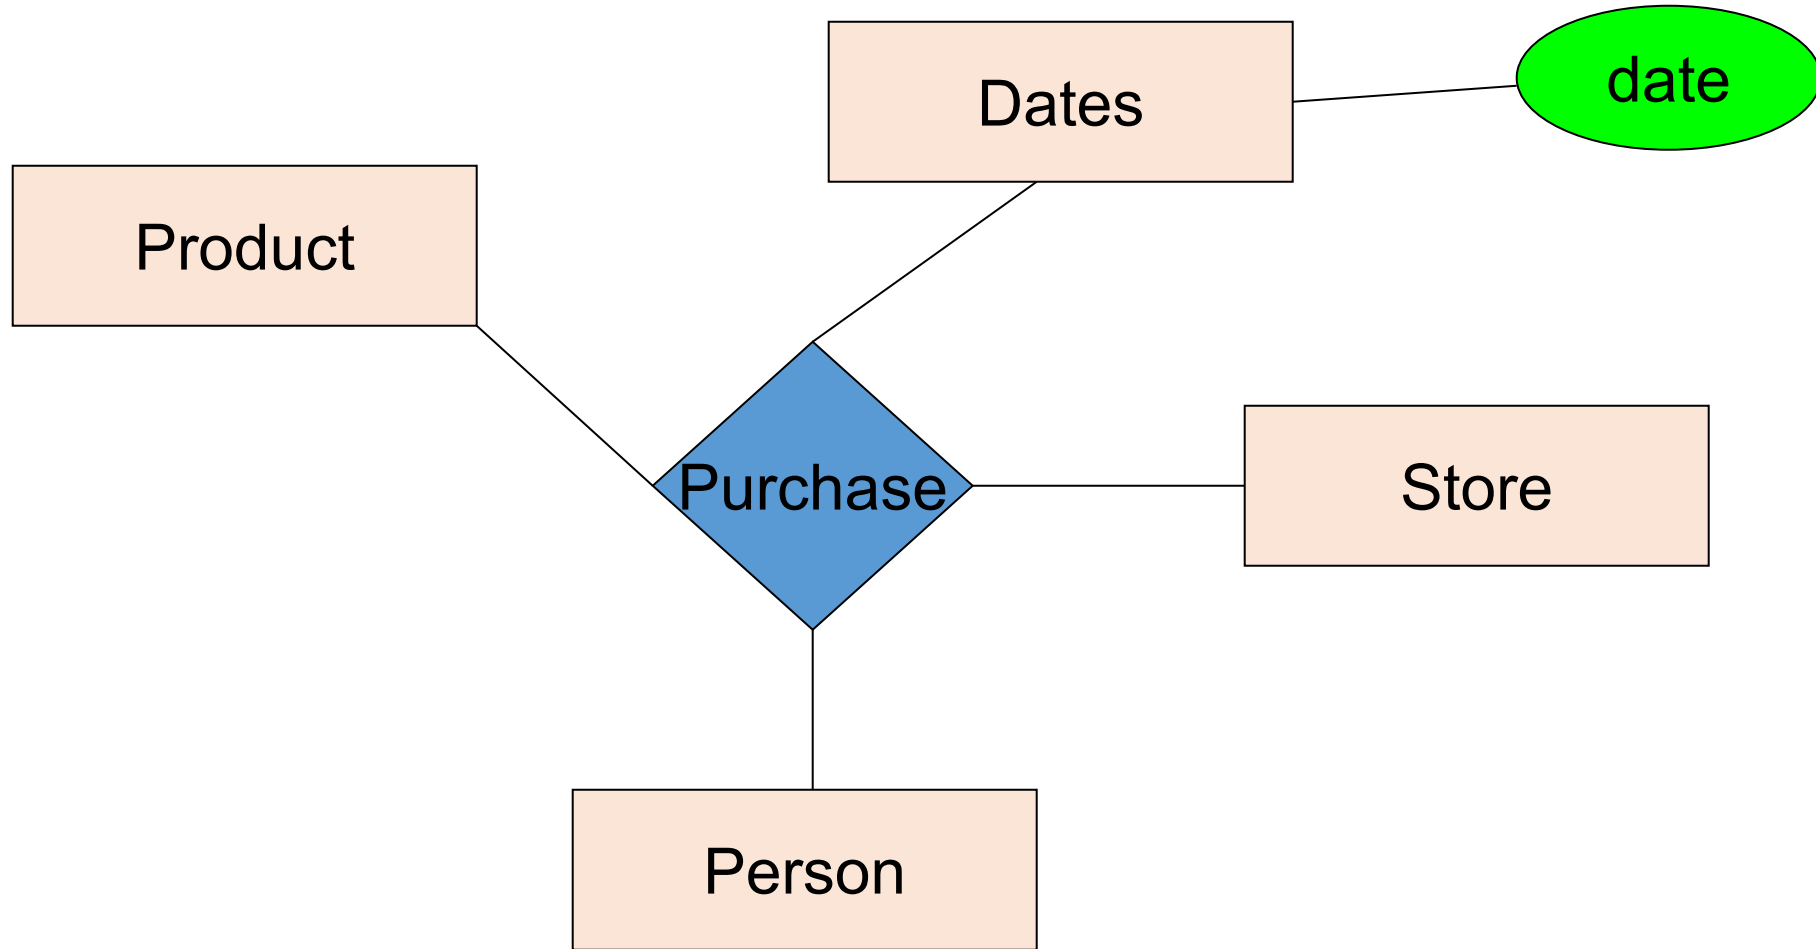 Dates
date
Product
Purchase
Store
Person